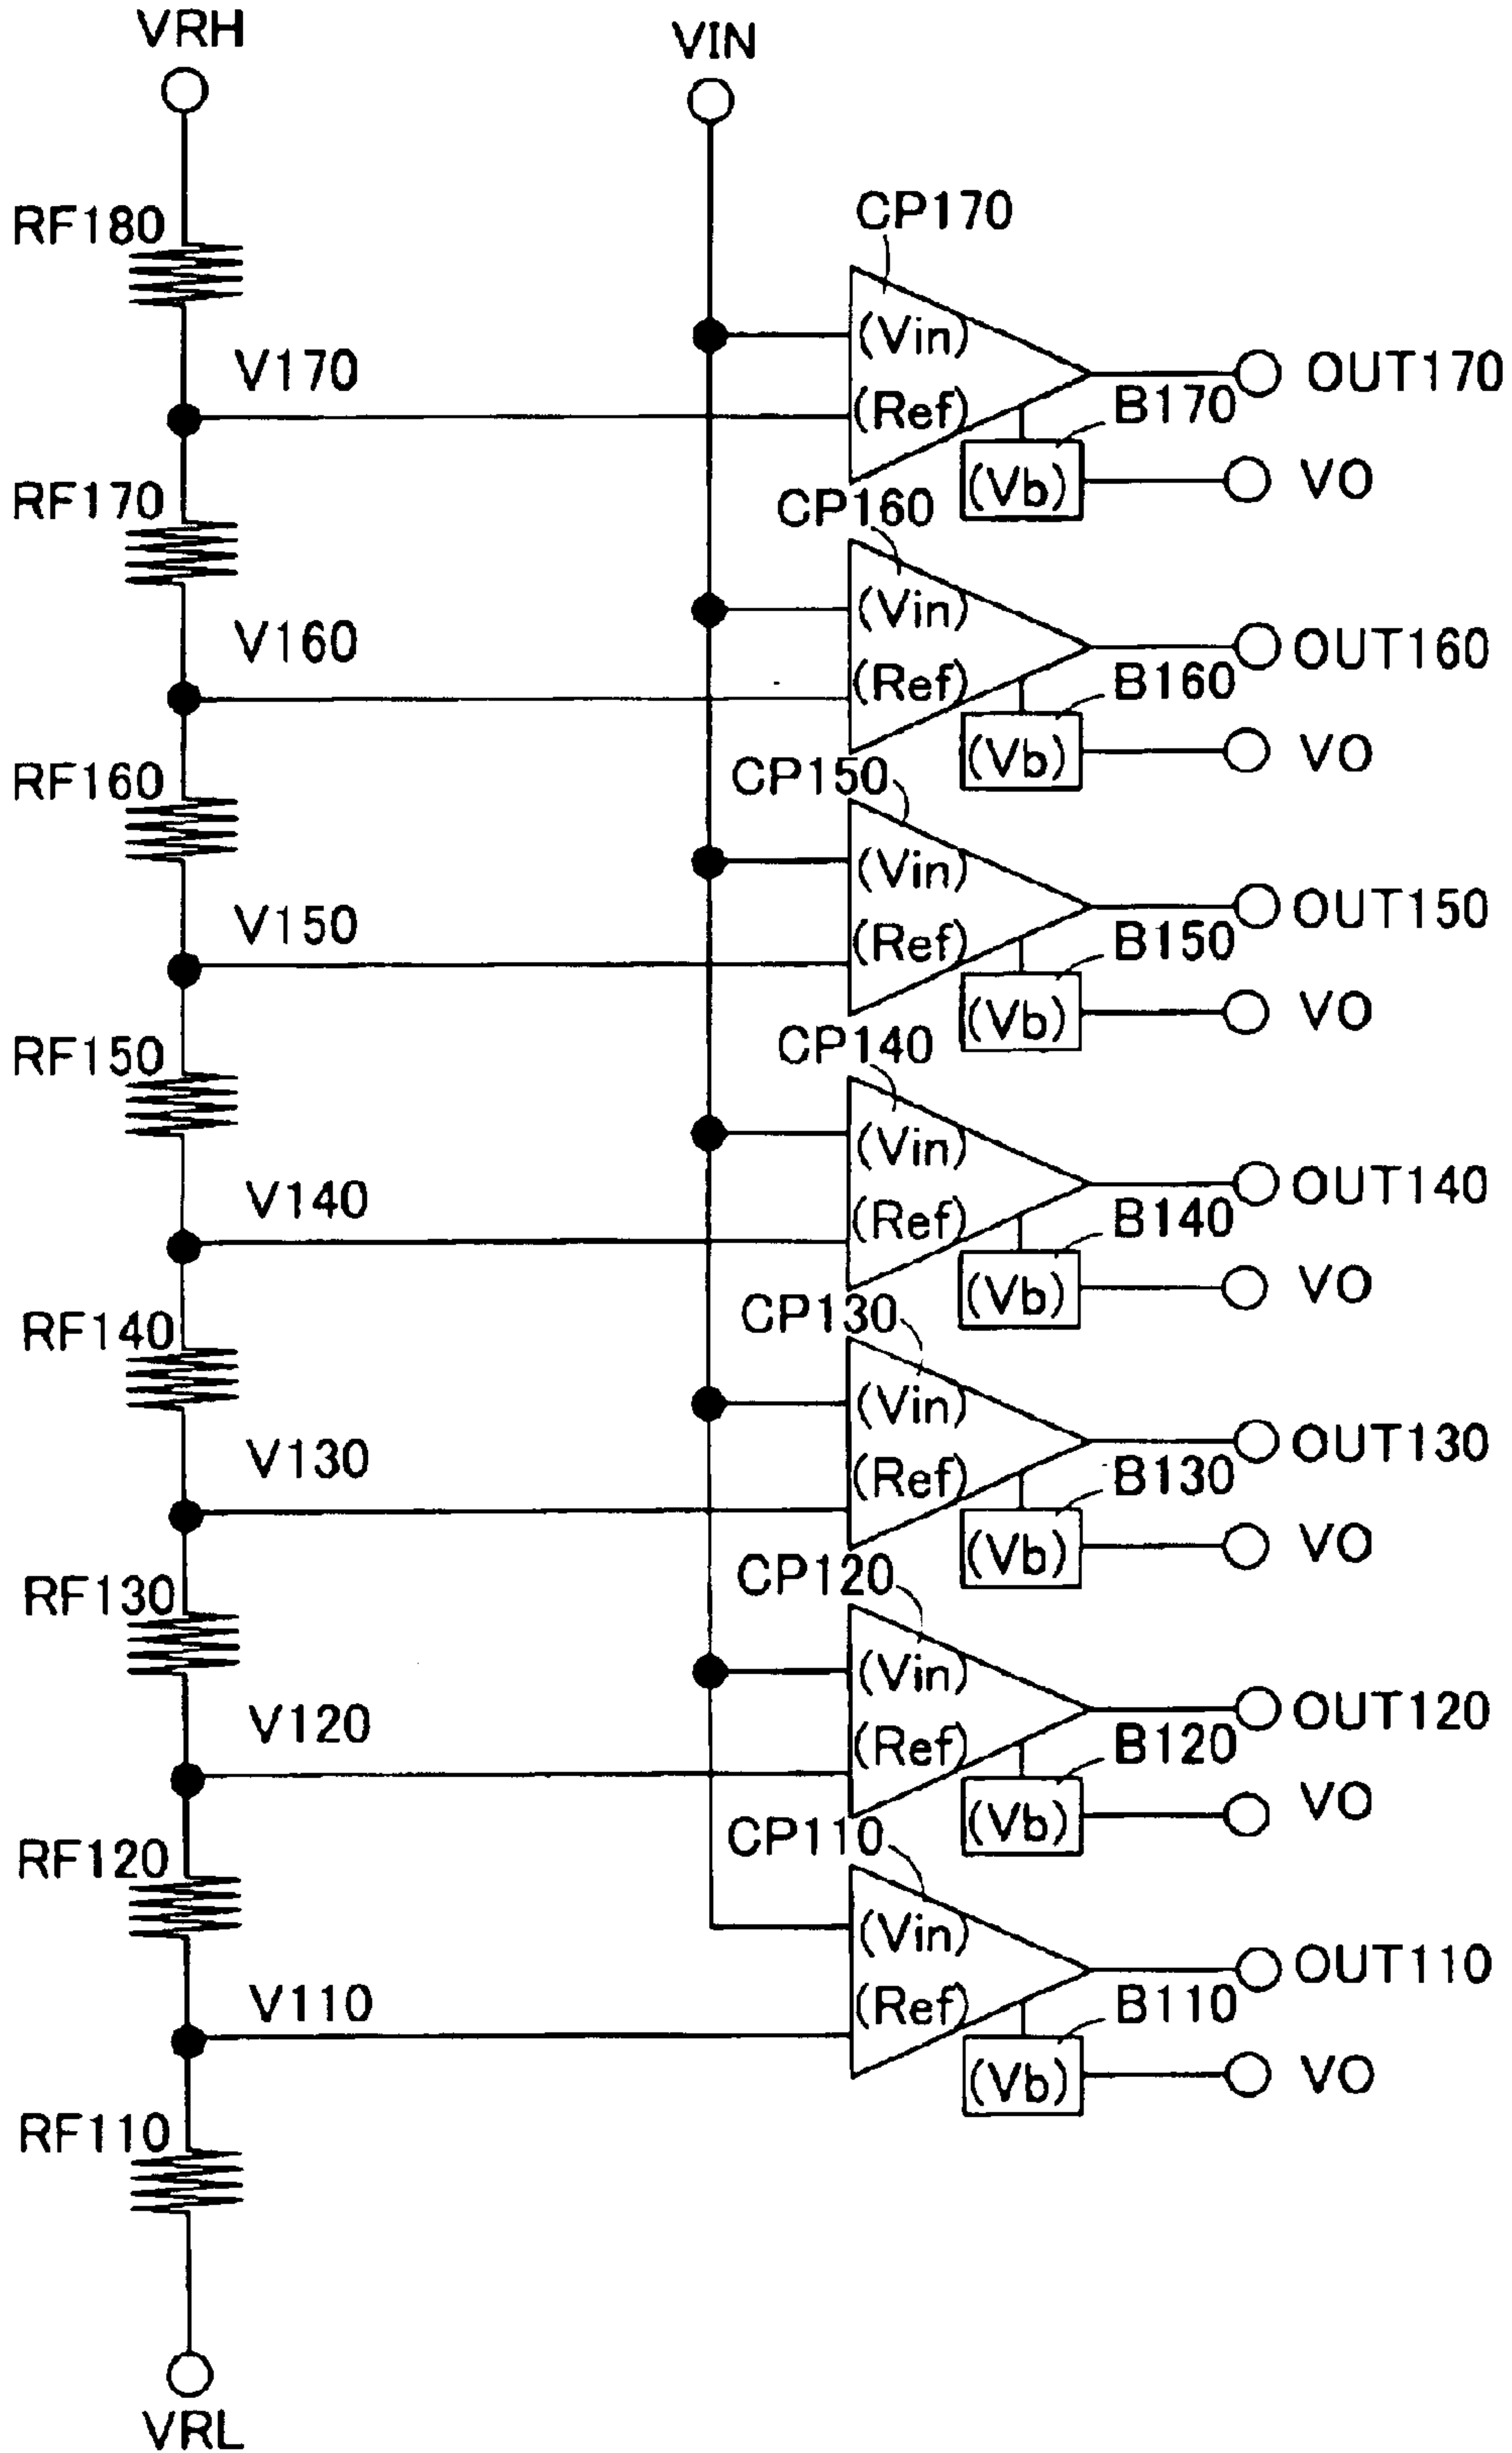 VRH
VIN
RF180
CP170
(Vin)
V170
OUT170
(Ref)
B170
RF170
(Vb)
VO
CP160
(Vin)
V160
OUT160
(Ref)
B160
(Vb)
VO
RF160
CP150
(Vin)
V150
OUT150
(Ref)
B150
(Vb)
VO
RF150
CP140
(Vin)
V140
OUT140
(Ref)
B140
(Vb)
VO
RF140
CP130
(Vin)
V130
OUT130
(Ref)
B130
(Vb)
VO
RF130
CP120
(Vin)
V120
OUT120
(Ref)
B120
(Vb)
VO
RF120
CP110
(Vin)
V110
OUT110
(Ref)
B110
(Vb)
VO
RF110
VRL